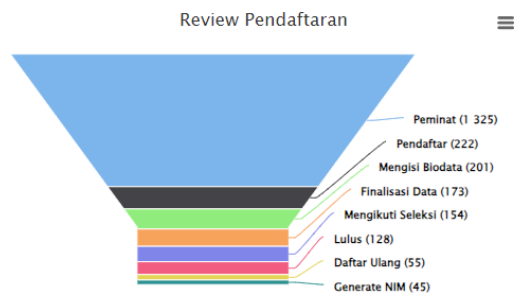 Review Pendaftaran
Peminat (1 325)
Pendaftar (222)
Mengisi Biodata (201)
Finalisasi Data (173)
Mengikuti Seleksi (154)
Lulus (128)
Daftar Ulang (55)
Generate NIM (45)